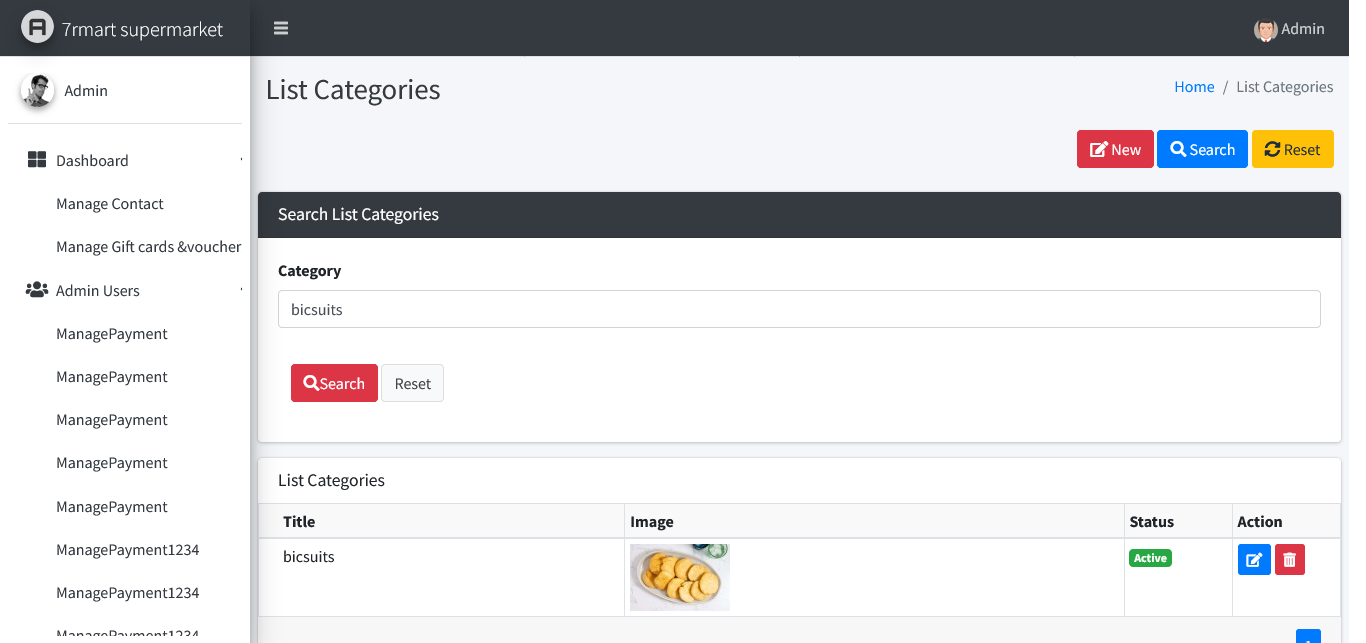 7rmart supermarket
Admin
Admin
List Categories
Home / List Categories
New
Search
Reset
Dashboard
Manage Contact
Manage Gift cards &voucher
Admin Users
ManagePayment
ManagePayment
ManagePayment
ManagePayment
ManagePayment
ManagePayment1234
ManagePayment1234
ManagePayment1234
Search List Categories
Category
bicsuits
Search
Reset
List Categories
Title Image Status Action
bicsuits Active